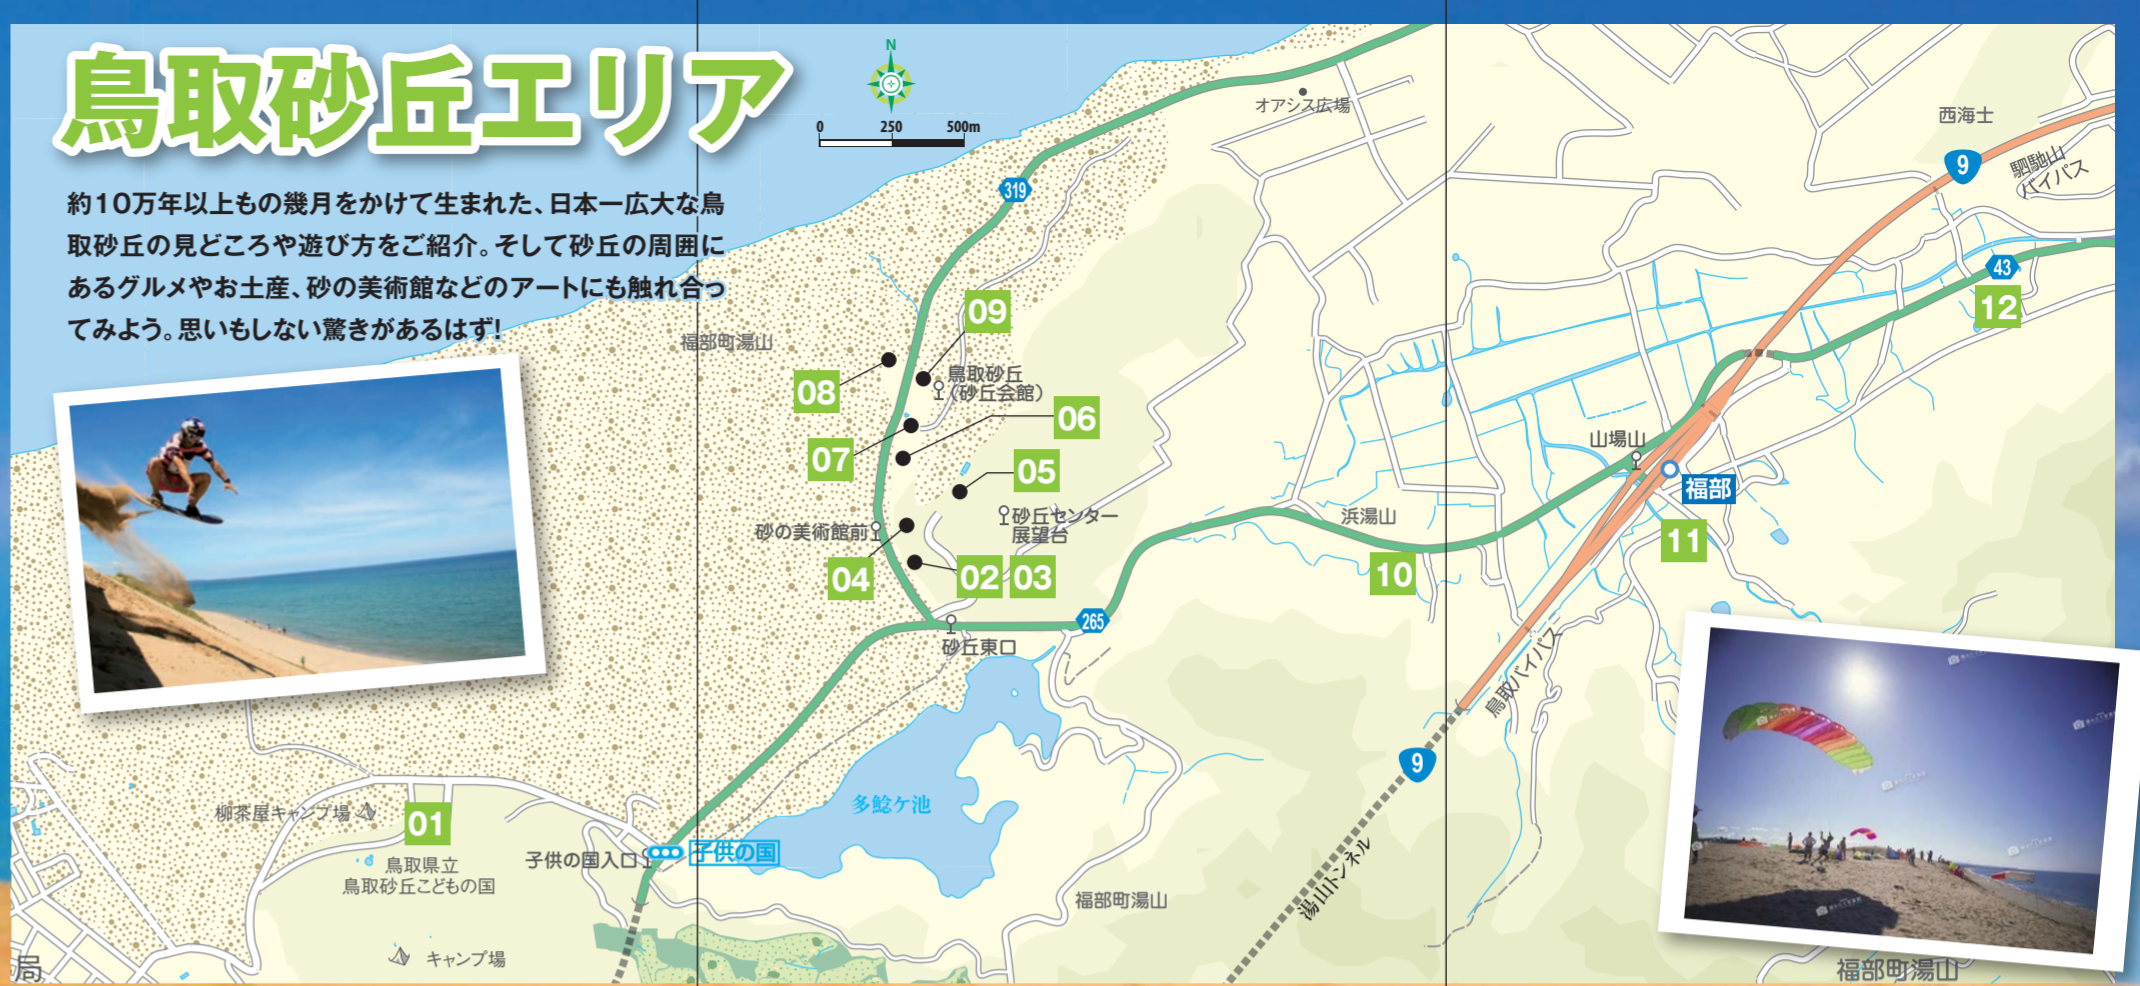 鳥取砂丘エリア
約10万年以上もの幾月をかけて生まれた、日本一広大な鳥
取砂丘の見どころや遊び方をご紹介。そして砂丘の周囲に
あるグルメやお土産、砂の美術館などのアートにも触れ合っ
てみよう。思いもしない驚きがあるはず!
N
0 250 500m
オアシス広場
西海士
9
駟馳山
バイパス
319
43
12
09
福部町湯山
08
鳥取砂丘
(砂丘会館)
06
07
05
山場山
福部
砂の美術館前
砂丘センター
展望台
浜湯山
11
04
02
03
10
265
砂丘東口
鳥取バイパス
9
多鯰ケ池
柳茶屋キャンプ場
01
鳥取県立
鳥取砂丘こどもの国
子供の国入口
子供の国
湯山トンネル
福部町湯山
キャンプ場
局
福部町湯山